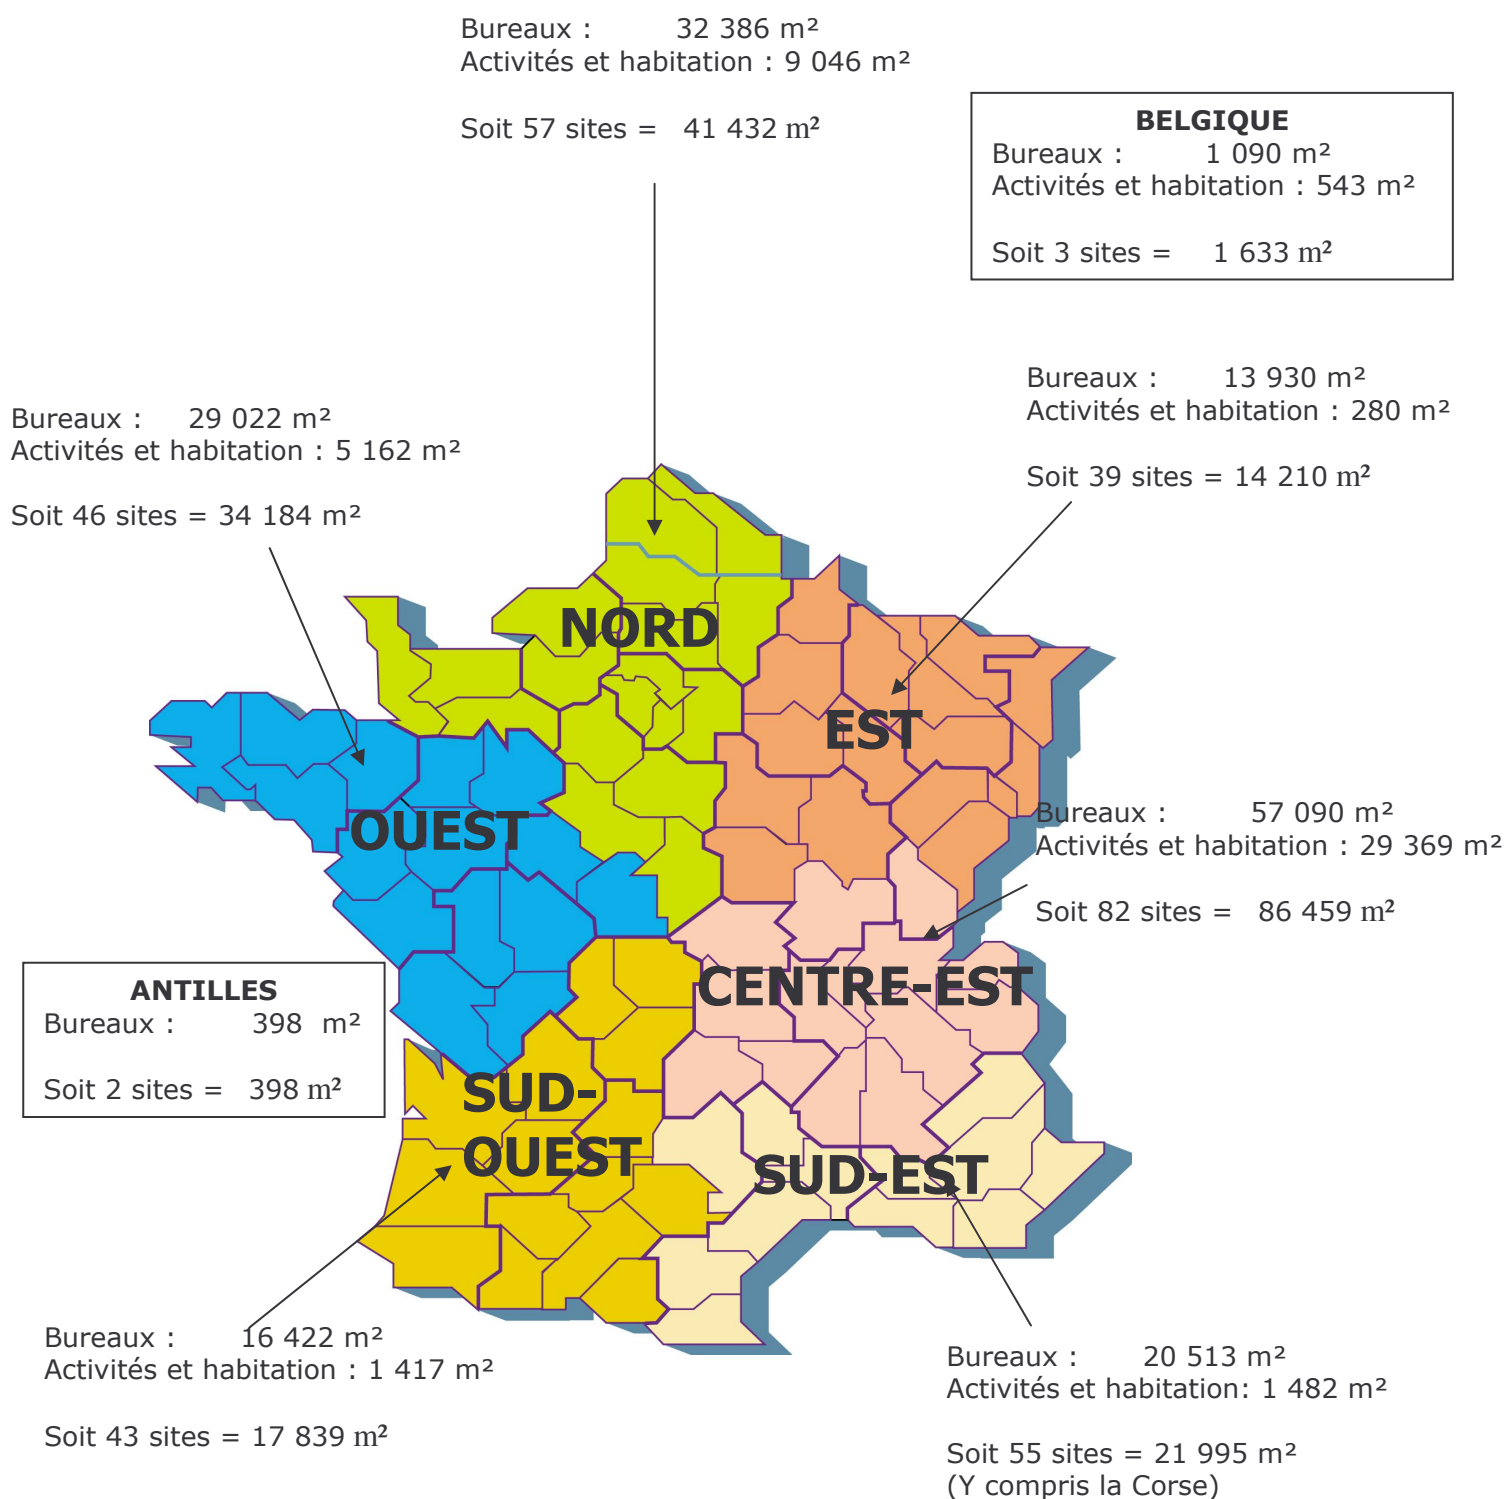 Bureaux : 32 386 m²
Activités et habitation : 9 046 m²
Soit 57 sites = 41 432 m²
BELGIQUE
Bureaux : 1 090 m²
Activités et habitation : 543 m²
Soit 3 sites = 1 633 m²
Bureaux : 13 930 m²
Activités et habitation : 280 m²
Soit 39 sites = 14 210 m²
Bureaux : 29 022 m²
Activités et habitation : 5 162 m²
Soit 46 sites = 34 184 m²
NORD
EST
OUEST
Bureaux : 57 090 m²
Activités et habitation : 29 369 m²
Soit 82 sites = 86 459 m²
CENTRE-EST
ANTILLES
Bureaux : 398 m²
Soit 2 sites = 398 m²
SUD-
OUEST
SUD-EST
Bureaux : 16 422 m²
Activités et habitation : 1 417 m²
Soit 43 sites = 17 839 m²
Bureaux : 20 513 m²
Activités et habitation: 1 482 m²
Soit 55 sites = 21 995 m²
(Y compris la Corse)